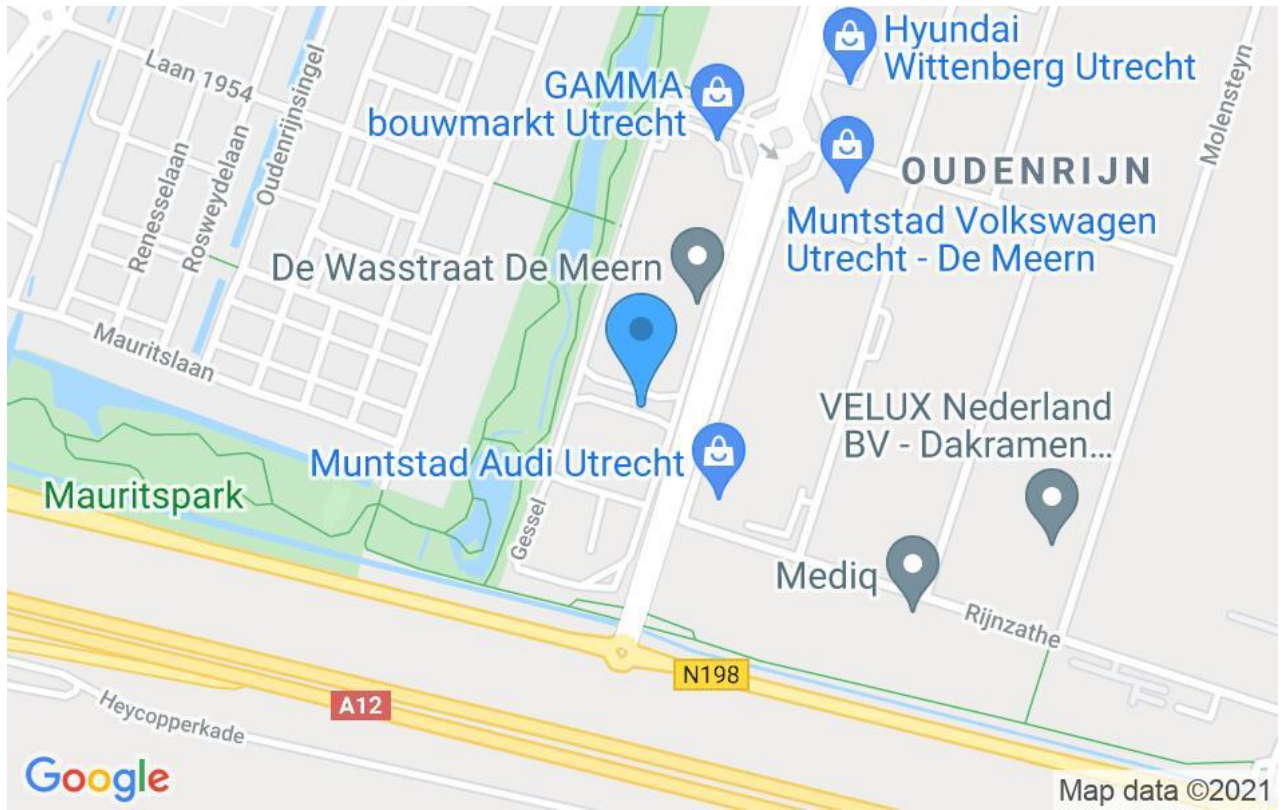 Hyundai
Wittenberg Utrecht
Laan 1954
Oudenrijnsingel
GAMMA
bouwmarkt Utrecht
Molensteyn
OUDENRIJN
Renesselaan
Rosweydelaan
Muntstad Volkswagen
Utrecht - De Meern
De Wasstraat De Meern
Mauritslaan
VELUX Nederland
BV - Dakramen...
Muntstad Audi Utrecht
Mauritspark
Gessel
Mediq
Rijnzathe
N198
A12
Heycopperkade
Google
Map data ©2021